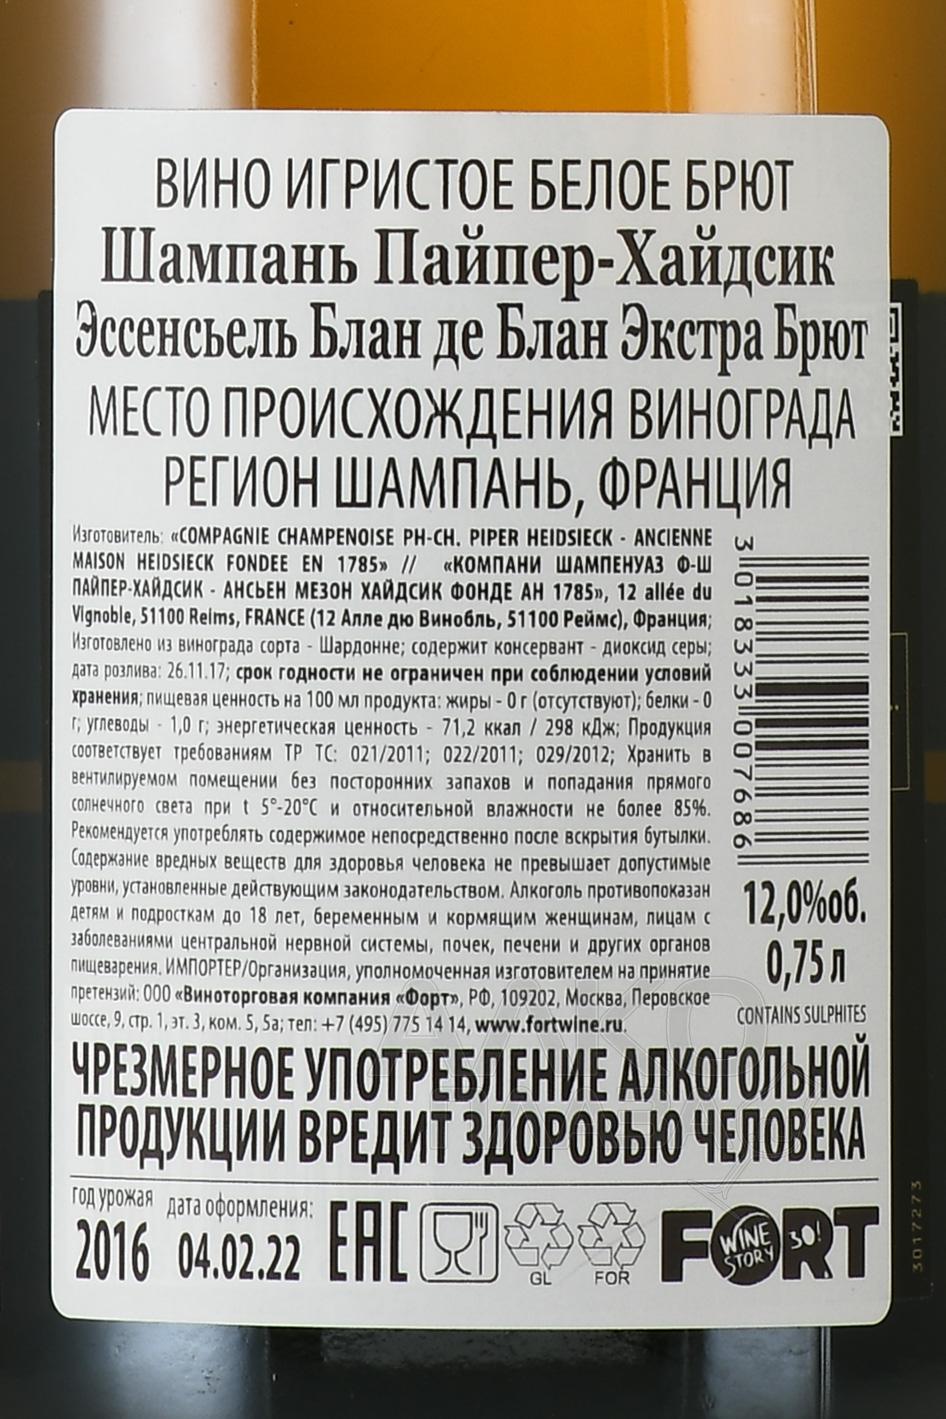 ВИНО ИГРИСТОЕ БЕЛОЕ БРЮТ
Шампань Пайпер-Хайдсик
Эссенсьель Блан де Блан Экстра Брют
МЕСТО ПРОИСХОЖДЕНИЯ ВИНОГРАДА
РЕГИОН ШАМПАНЬ, ФРАНЦИЯ
Изготовитель: «COMPAGNIE CHAMPENOISE PH-CH. PIPER HEIDSIECK - ANCIENNE
MAISON HEIDSIECK FONDEE EN 1785» // «КОМПАНИ ШАМПЕНУАЗ Ф-Ш
ПАЙПЕР-ХАЙДСИК - АНСЬЕН МЕЗОН ХАЙДСИК ФОНДЕ АН 1785», 12 allée du
Vignoble, 51100 Reims, FRANCE (12 Алле дю Винобль, 51100 Реймс), Франция;
Изготовлено из винограда сорта - Шардонне; содержит консервант - диоксид серы;
дата розлива: 26.11.17; срок годности не ограничен при соблюдении условий
хранения; пищевая ценность на 100 мл продукта: жиры - 0 г (отсутствуют); белки - 0
г; углеводы - 1,0 г; энергетическая ценность - 71,2 ккал / 298 кДж; Продукция
соответствует требованиям ТР ТС: 021/2011; 022/2011; 029/2012; Хранить в
вентилируемом помещении без посторонних запахов и попадания прямого
солнечного света при t 5°-20°C и относительной влажности не более 85%.
Рекомендуется употреблять содержимое непосредственно после вскрытия бутылки.
Содержание вредных веществ для здоровья человека не превышает допустимые
уровни, установленные действующим законодательством. Алкоголь противопоказан
детям и подросткам до 18 лет, беременным и кормящим женщинам, лицам с
заболеваниями центральной нервной системы, почек, печени и других органов
пищеварения. ИМПОРТЕР/Организация, уполномоченная изготовителем на принятие
претензий: ООО «Виноторговая компания «Форт», РФ, 109202, Москва, Перовское
шоссе, 9, стр. 1, эт. 3, ком. 5, 5а; тел: +7 (495) 775 14 14, www.fortwine.ru.
3 018333 007686
12,0%об.
0,75 л
CONTAINS SULPHITES
ЧРЕЗМЕРНОЕ УПОТРЕБЛЕНИЕ АЛКОГОЛЬНОЙ
ПРОДУКЦИИ ВРЕДИТ ЗДОРОВЬЮ ЧЕЛОВЕКА
год урожая дата оформления:
2016 04.02.22
EAC
GL FOR
FORT
WINE STORY 30!
3017273